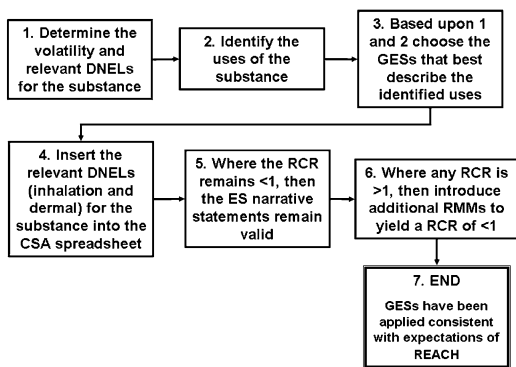 1. Determine the
volatility and
relevant DNELs
for the substance
2. Identify the
uses of the
substance
3. Based upon 1
and 2 choose the
GESs that best
describe the
identified uses
4. Insert the
relevant DNELs
(inhalation and
dermal) for the
substance into the
CSA spreadsheet
5. Where the RCR
remains <1, then
the ES narrative
statements remain
valid
6. Where any RCR is
>1, then introduce
additional RMMs to
yield a RCR of <1
7. END
GESs have been
applied consistent
with expectations of
REACH